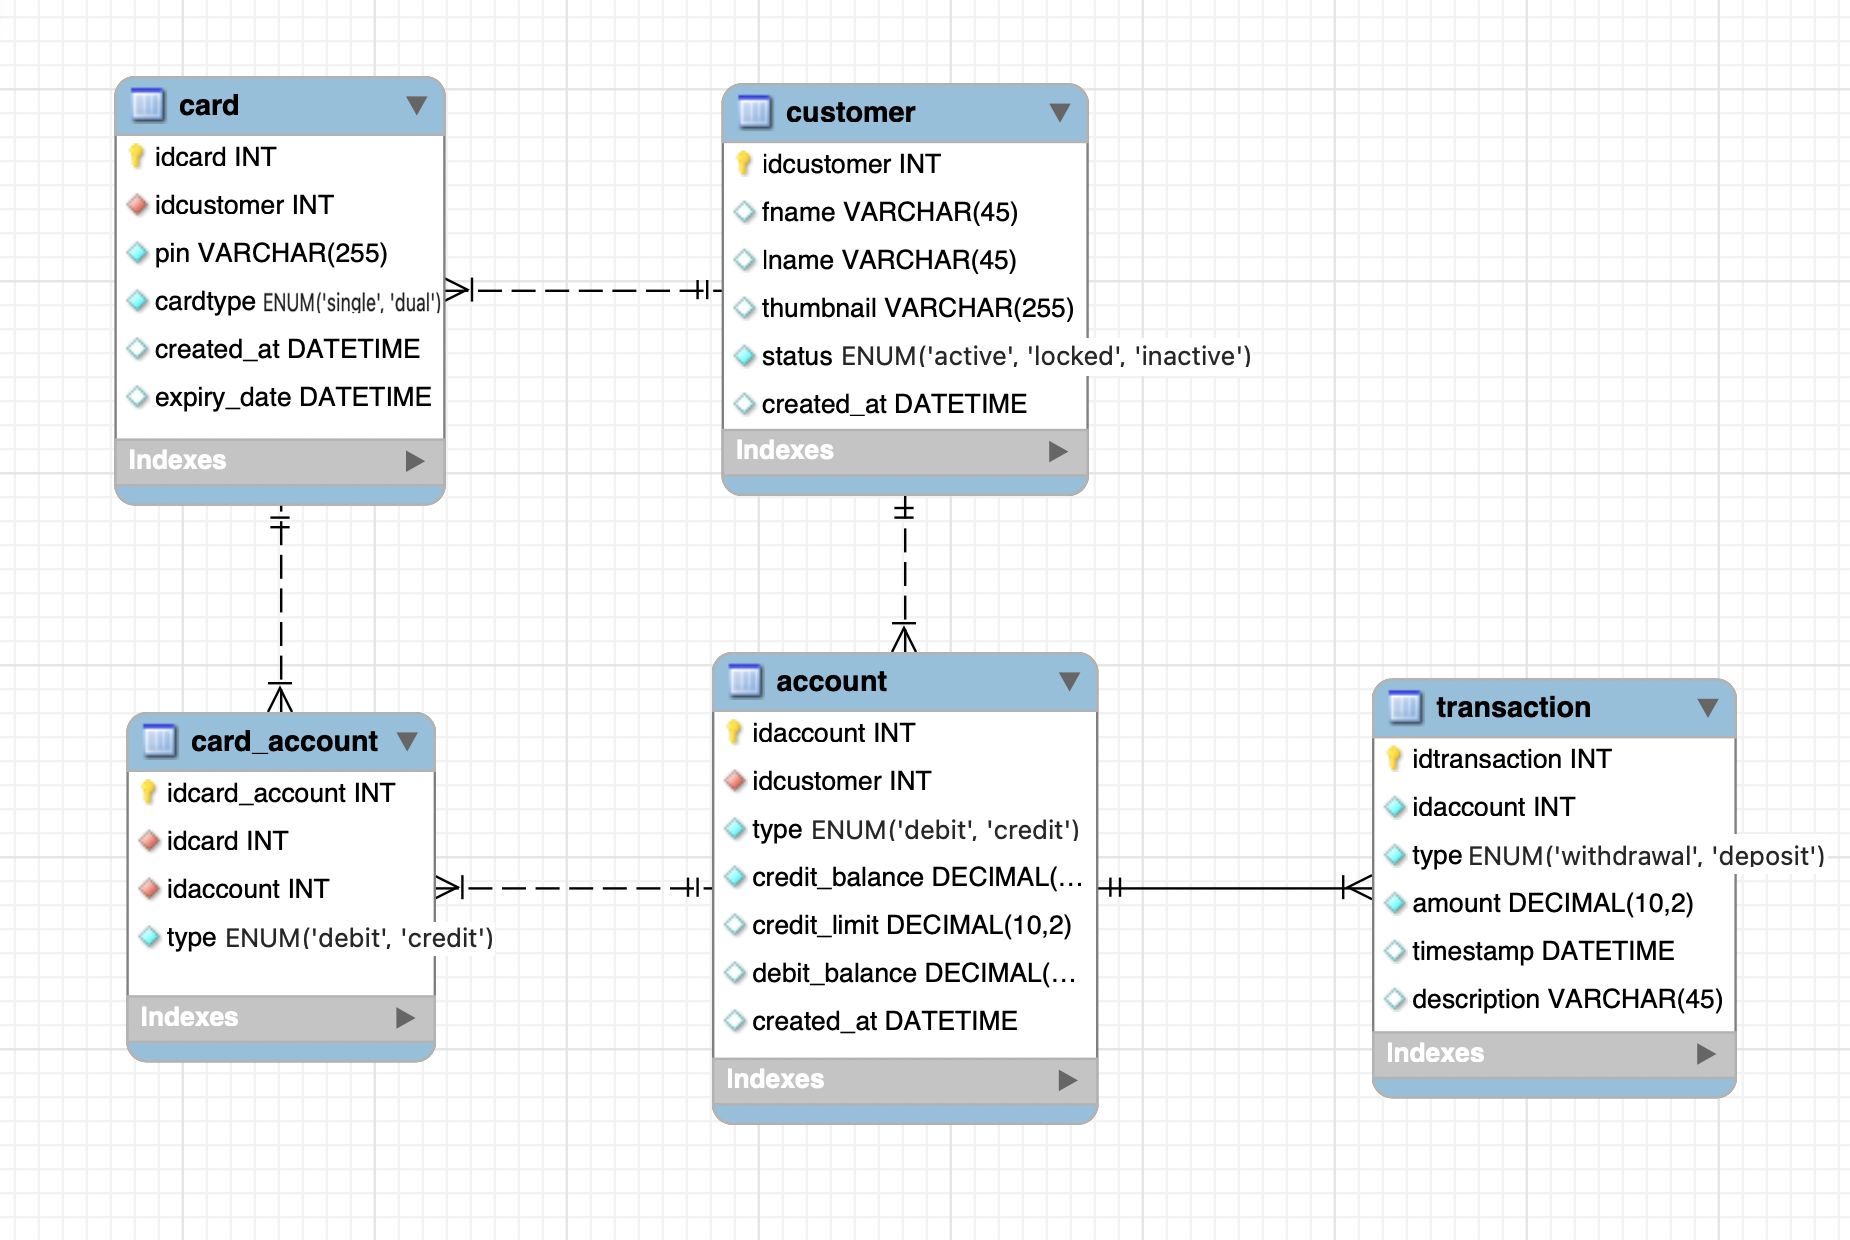 card
idcard INT
idcustomer INT
pin VARCHAR(255)
cardtype ENUM('single', 'dual')
created_at DATETIME
expiry_date DATETIME
Indexes
customer
idcustomer INT
fname VARCHAR(45)
lname VARCHAR(45)
thumbnail VARCHAR(255)
status ENUM('active', 'locked', 'inactive')
created_at DATETIME
Indexes
card_account
idcard_account INT
idcard INT
idaccount INT
type ENUM('debit', 'credit')
Indexes
account
idaccount INT
idcustomer INT
type ENUM('debit', 'credit')
credit_balance DECIMAL(...
credit_limit DECIMAL(10,2)
debit_balance DECIMAL(...
created_at DATETIME
Indexes
transaction
idtransaction INT
idaccount INT
type ENUM('withdrawal', 'deposit')
amount DECIMAL(10,2)
timestamp DATETIME
description VARCHAR(45)
Indexes